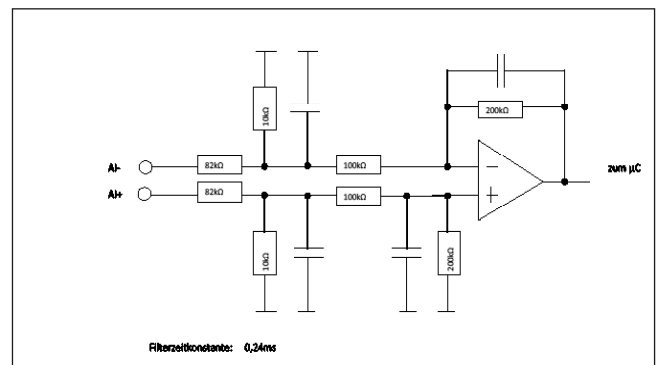 10kΩ
200kΩ
AI-
82kΩ
100kΩ
−
zum µC
AI+
82kΩ
100kΩ
+
10kΩ
200kΩ
Filterzeitkonstante: 0,24ms